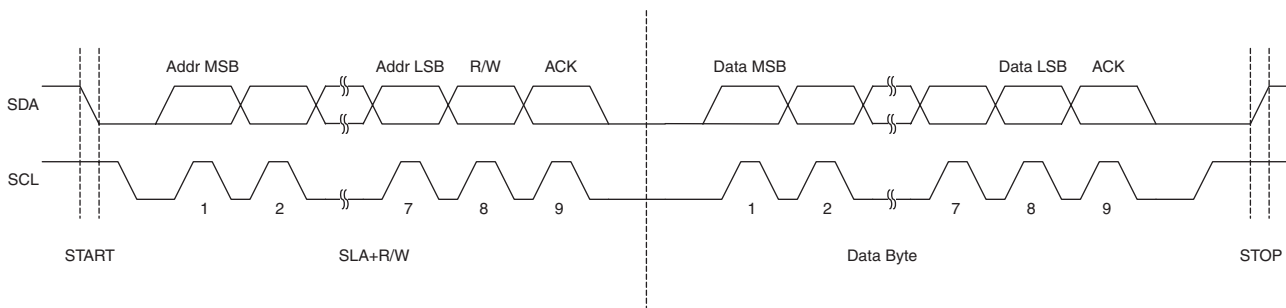 Addr MSB Addr LSB R/W ACK Data MSB Data LSB ACK
SDA
SCL
1 2 7 8 9 1 2 7 8 9
START SLA+R/W Data Byte STOP